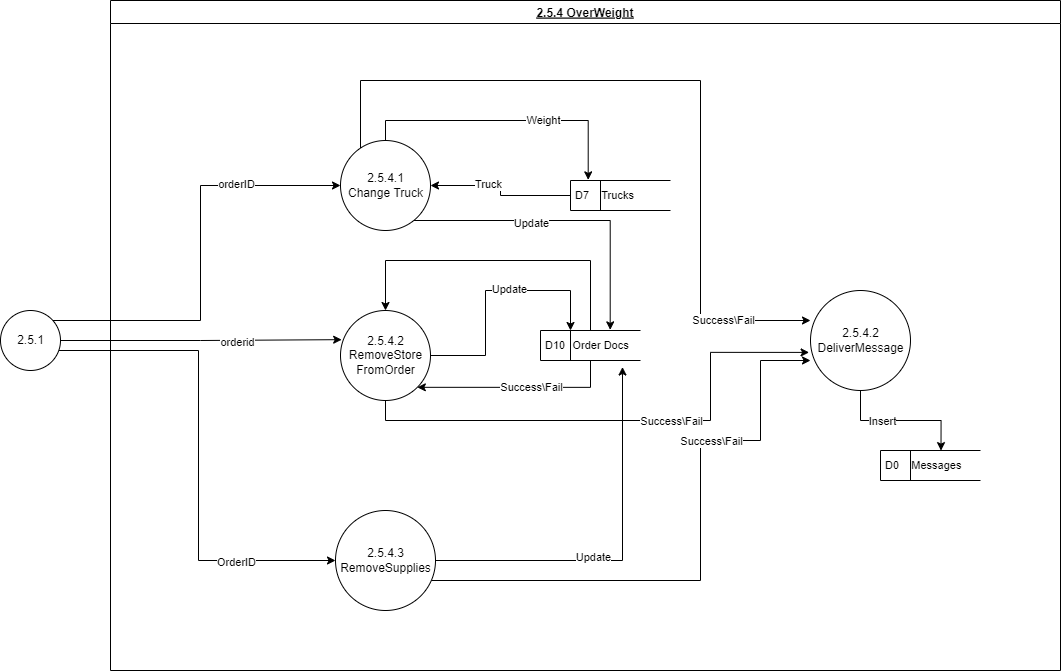 2.5.4 OverWeight
Weight
2.5.4.1
Change Truck
orderID
Truck
D7
Trucks
Update
Update
2.5.1
orderid
2.5.4.2
RemoveStore
FromOrder
D10
Order Docs
Success\Fail
2.5.4.2
DeliverMessage
Success\Fail
Success\Fail
Success\Fail
Insert
D0
Messages
OrderID
2.5.4.3
RemoveSupplies
Update